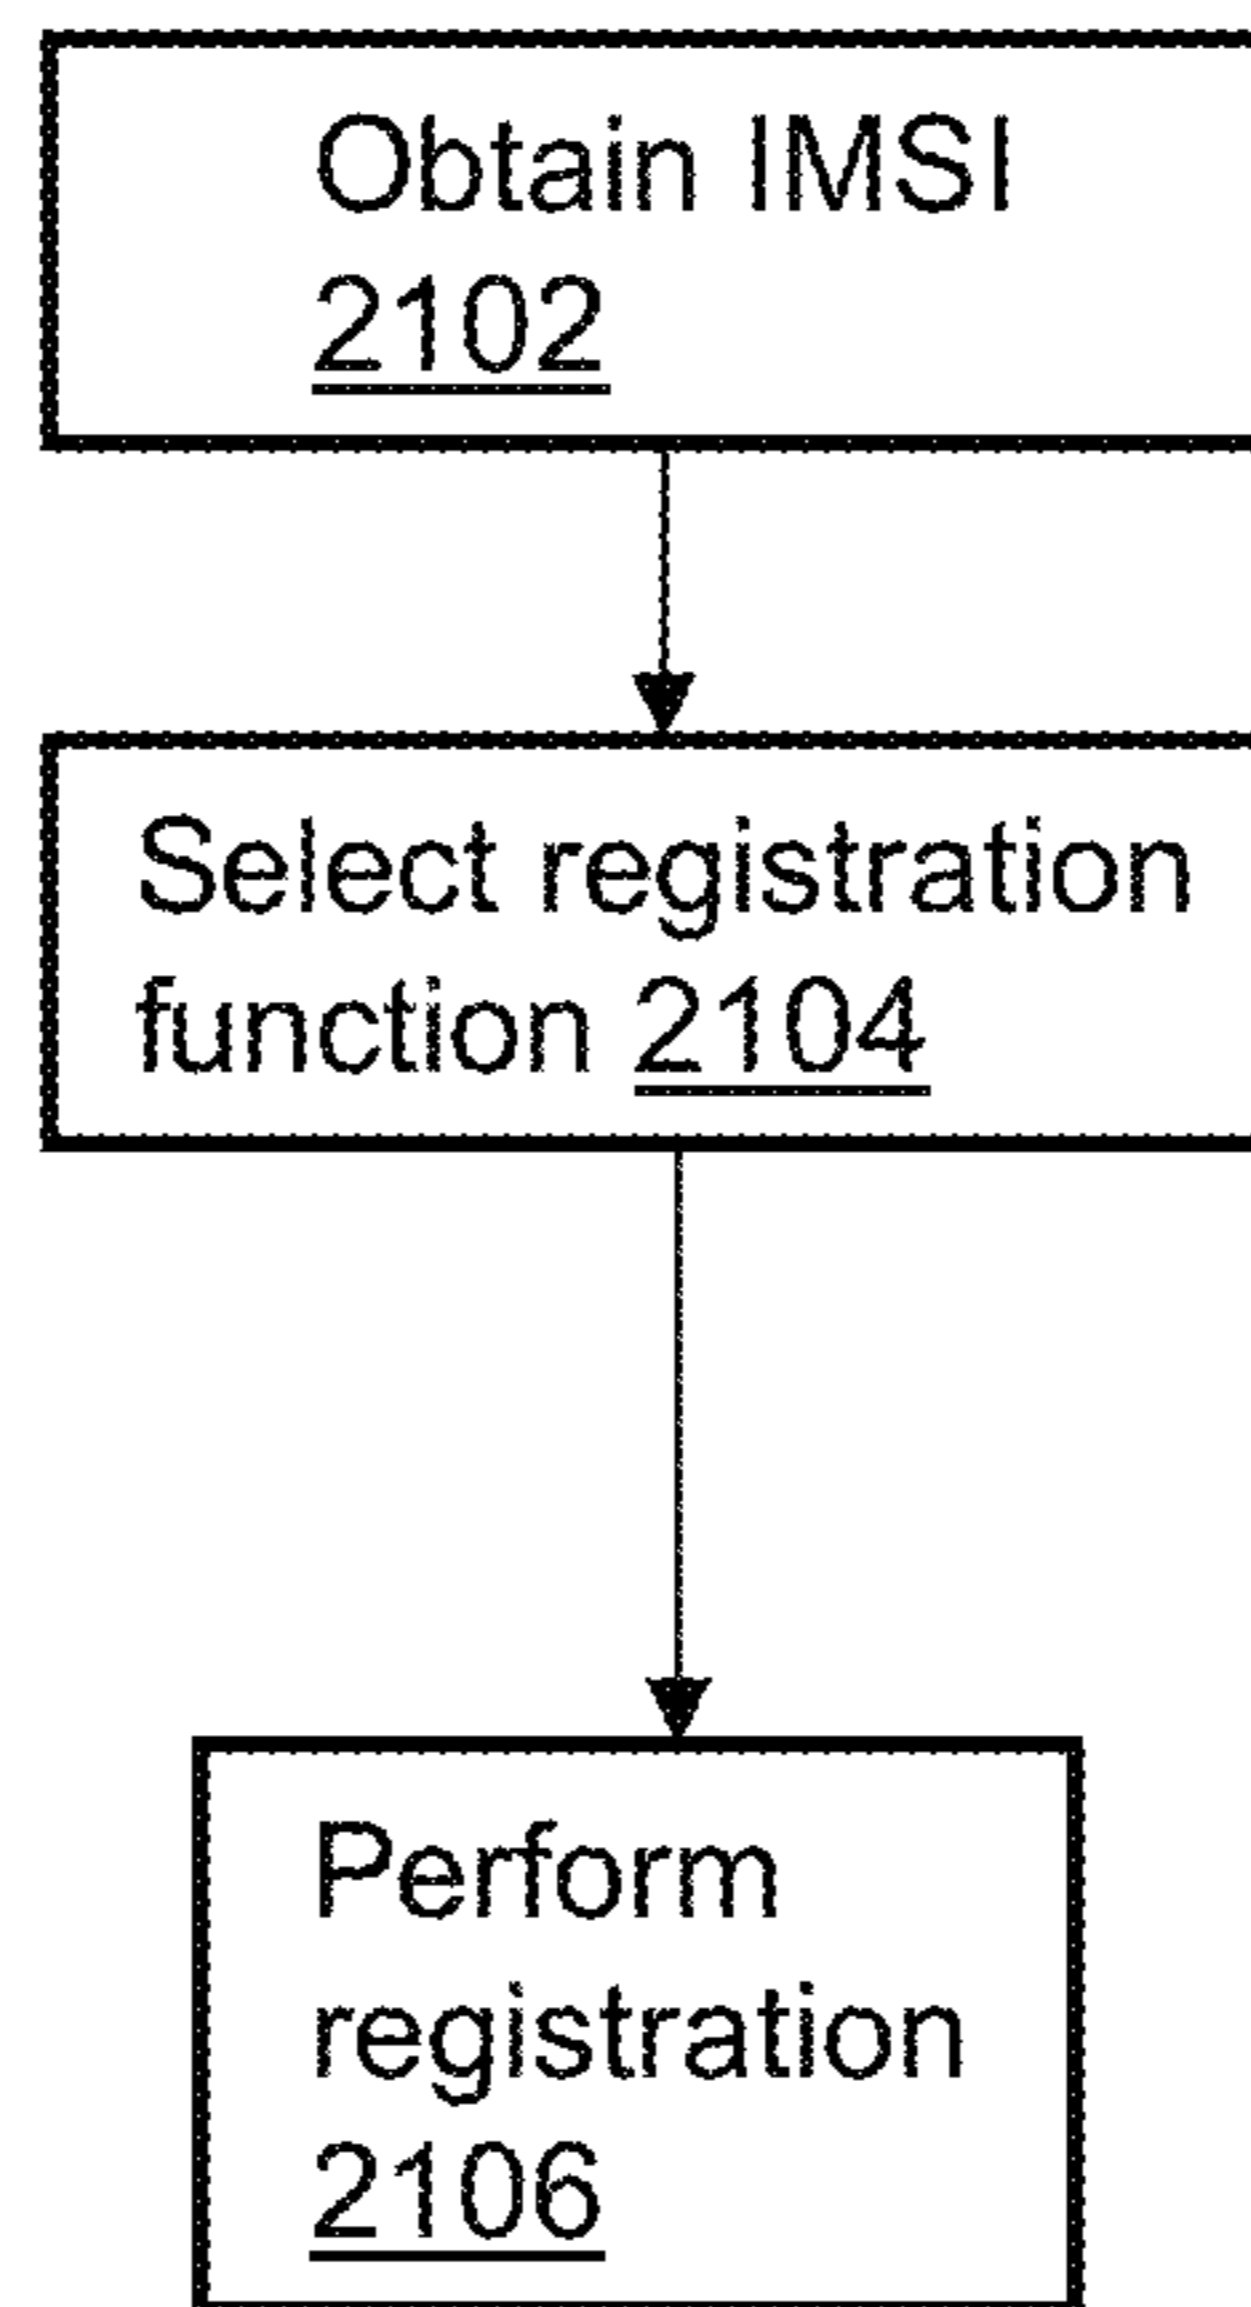 Obtain IMSI
2102
Select registration
function 2104
Perform
registration
2106